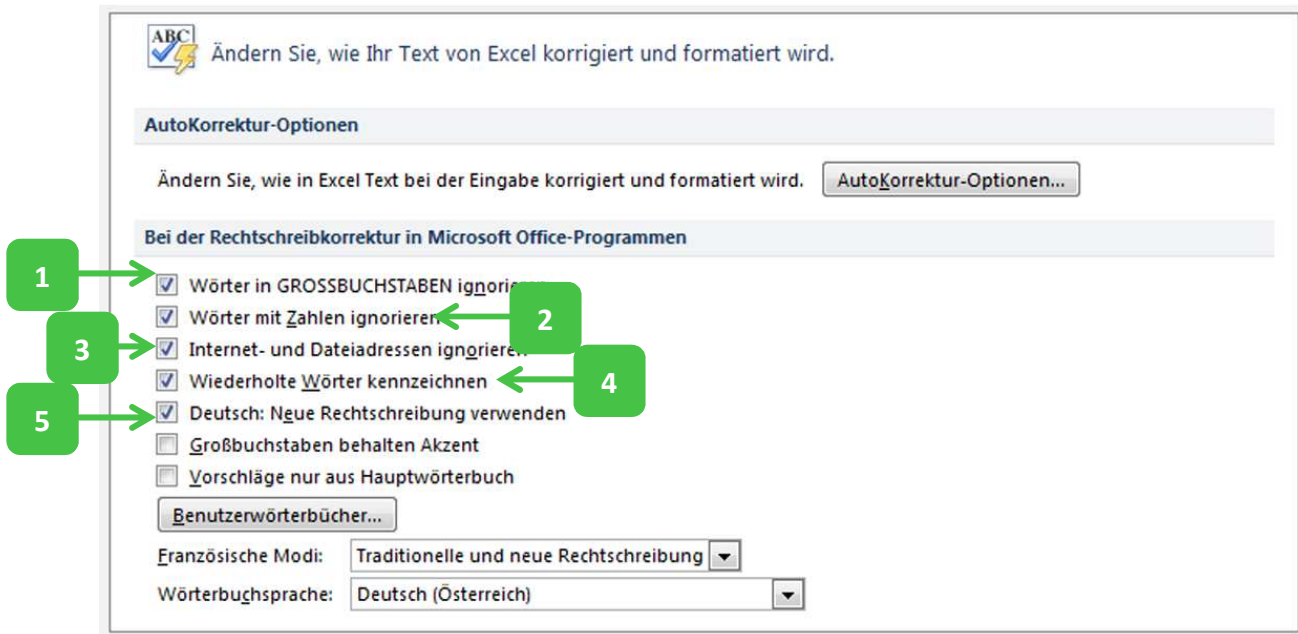 ABC
Ändern Sie, wie Ihr Text von Excel korrigiert und formatiert wird.
AutoKorrektur-Optionen
Ändern Sie, wie in Excel Text bei der Eingabe korrigiert und formatiert wird. AutoKorrektur-Optionen...
Bei der Rechtschreibkorrektur in Microsoft Office-Programmen
1 Wörter in GROSSBUCHSTABEN
Wörter mit Zahlen ignorieren 2
3 Internet- und Dateiadressen ignorieren
Wiederholte Wörter kennzeichnen 4
5 Deutsch: Neue Rechtschreibung verwenden
Großbuchstaben behalten Akzent
Vorschläge nur aus Hauptwörterbuch
Benutzerwörterbücher...
Französische Modi: Traditionelle und neue Rechtschreibung
Wörterbuchsprache: Deutsch (Österreich)